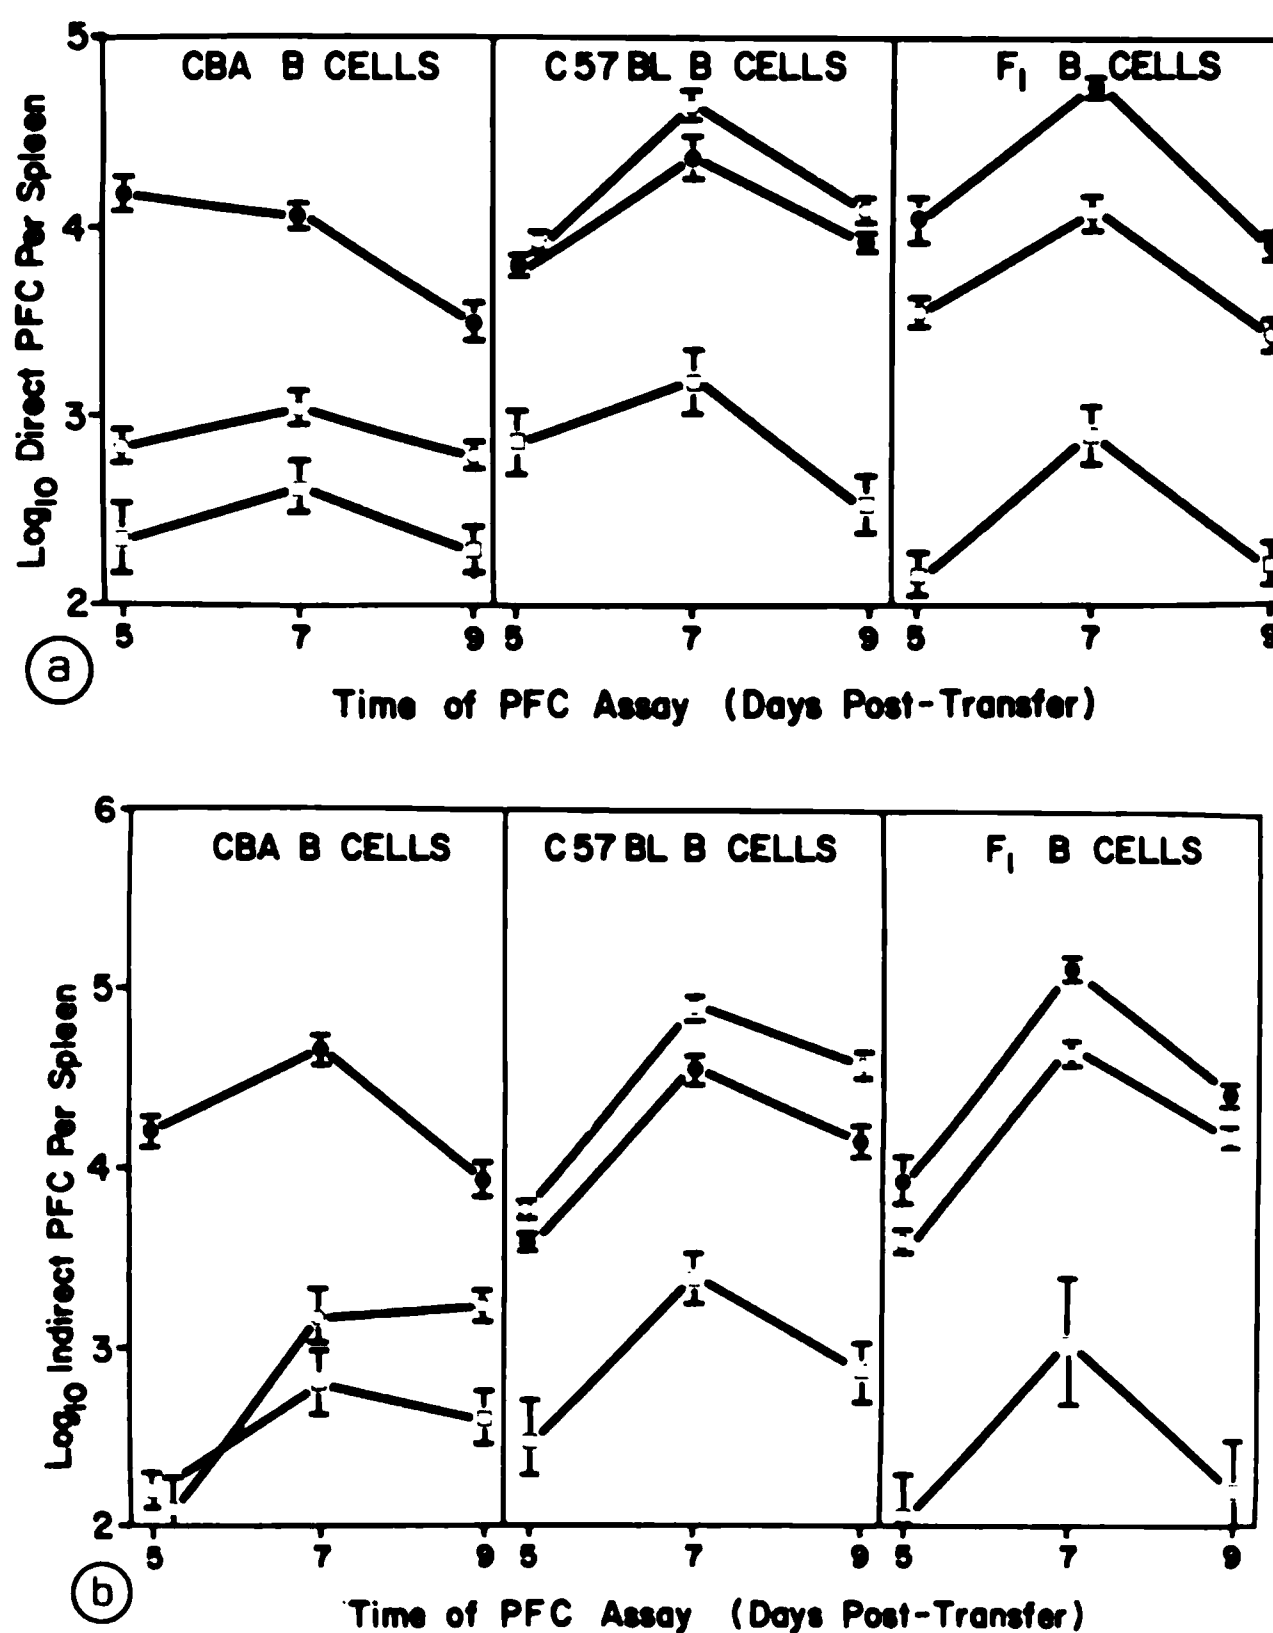 5
CBA B CELLS
C57BL B CELLS
F1 B CELLS
4
3
2
Log10 Direct PFC Per Spleen
5 7 9 5 7 9 5 7 9
a
Time of PFC Assay (Days Post-Transfer)
6
CBA B CELLS
C57BL B CELLS
F1 B CELLS
5
4
3
2
Log10 Indirect PFC Per Spleen
5 7 9 5 7 9 5 7 9
b
Time of PFC Assay (Days Post-Transfer)